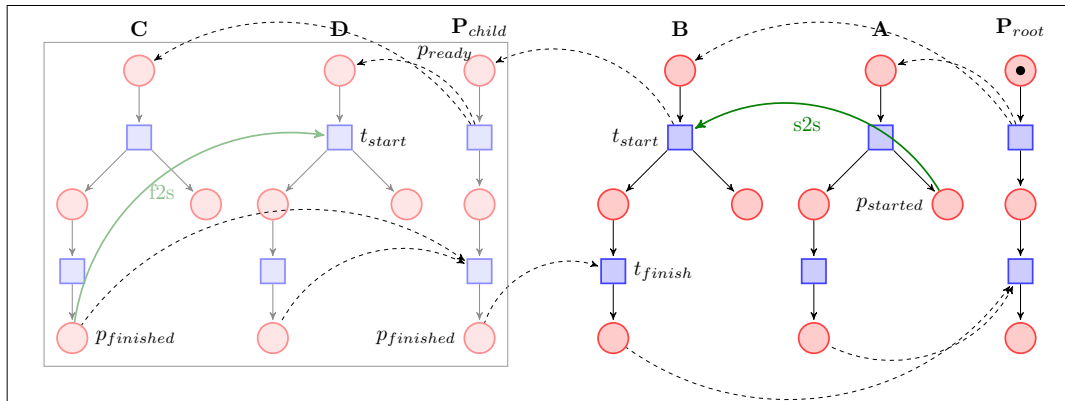 C D P_child B A P_root
p_ready
t_start t_start s2s
f2s p_started
t_finish
p_finished p_finished